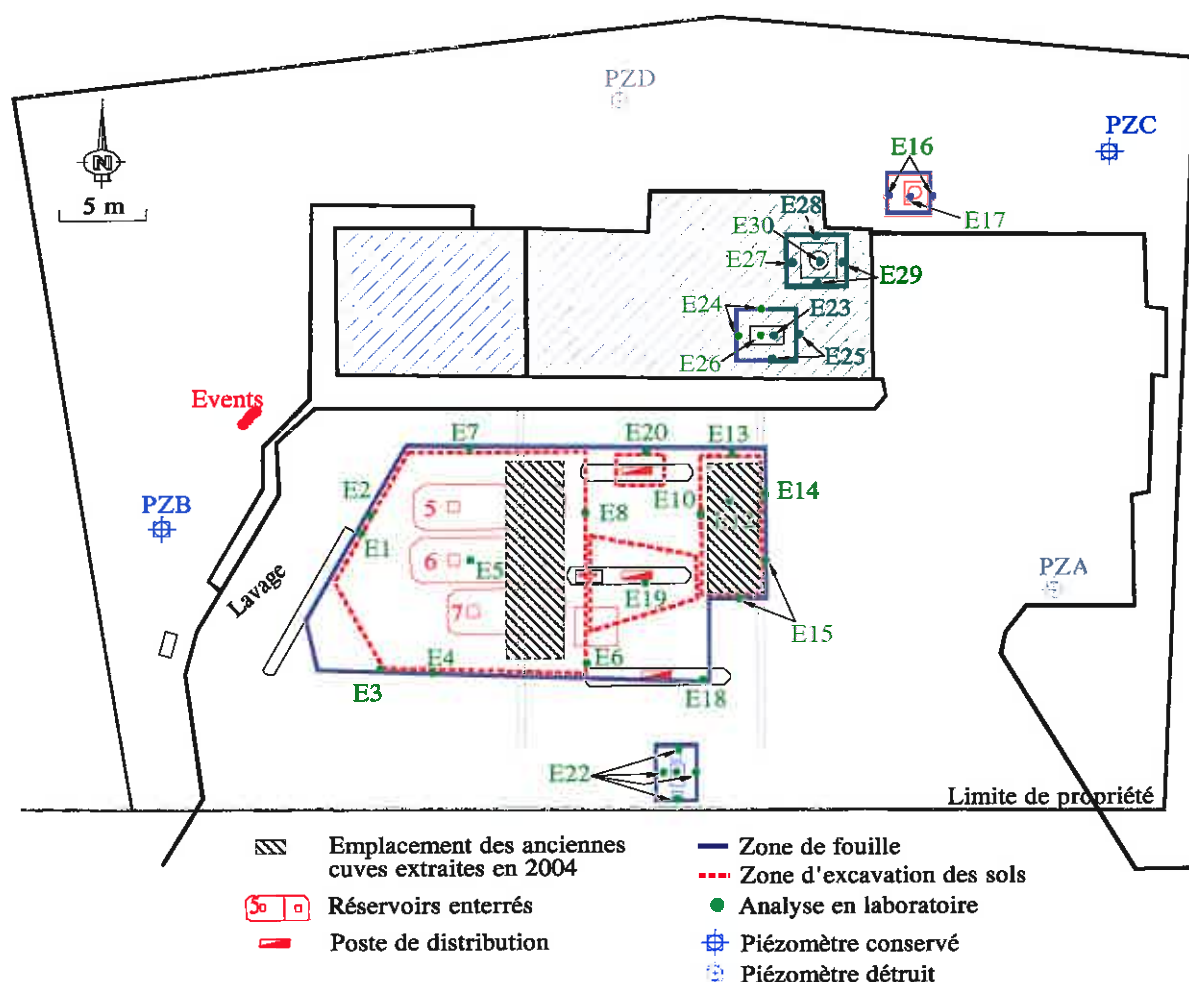 PZD
PZC
N
5 m
E16
E17
E28
E30
E27
E29
E24
E23
E26
E25
Events
E7
E20
E13
E2
5
E8
E10
E14
E12
PZB
E1
6
E5
PZA
Lavage
7
E19
E15
E6
E4
E3
E18
E22
Limite de propriété
Emplacement des anciennes
cuves extraites en 2004
Zone de fouille
Zone d'excavation des sols
5
Réservoirs enterrés
Analyse en laboratoire
Poste de distribution
Piézomètre conservé
Piézomètre détruit